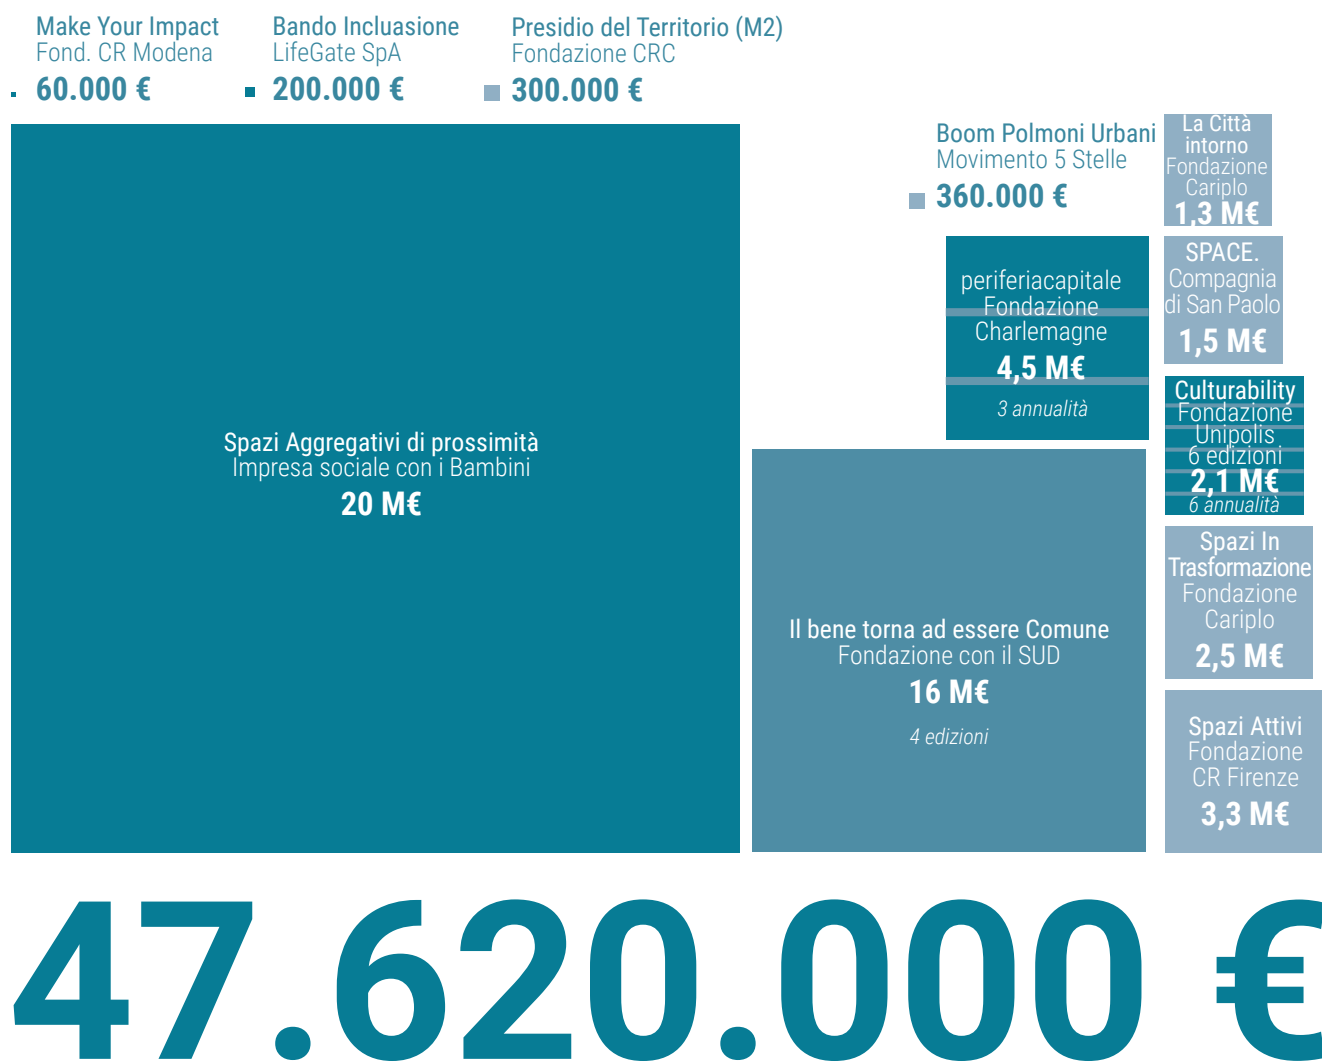 Make Your Impact
Fond. CR Modena
60.000 €
Bando Incluasione
LifeGate SpA
200.000 €
Presidio del Territorio (M2)
Fondazione CRC
300.000 €
Boom Polmoni Urbani
Movimento 5 Stelle
360.000 €
La Città
intorno
Fondazione
Cariplo
1,3 M€
periferiacapitale
Fondazione
Charlemagne
4,5 M€
3 annualità
SPACE.
Compagnia
di San Paolo
1,5 M€
Culturability
Fondazione
Unipolis
6 edizioni
2,1 M€
6 annualità
Spazi Aggregativi di prossimità
Impresa sociale con i Bambini
20 M€
Il bene torna ad essere Comune
Fondazione con il SUD
16 M€
4 edizioni
Spazi In
Trasformazione
Fondazione
Cariplo
2,5 M€
Spazi Attivi
Fondazione
CR Firenze
3,3 M€
47.620.000 €